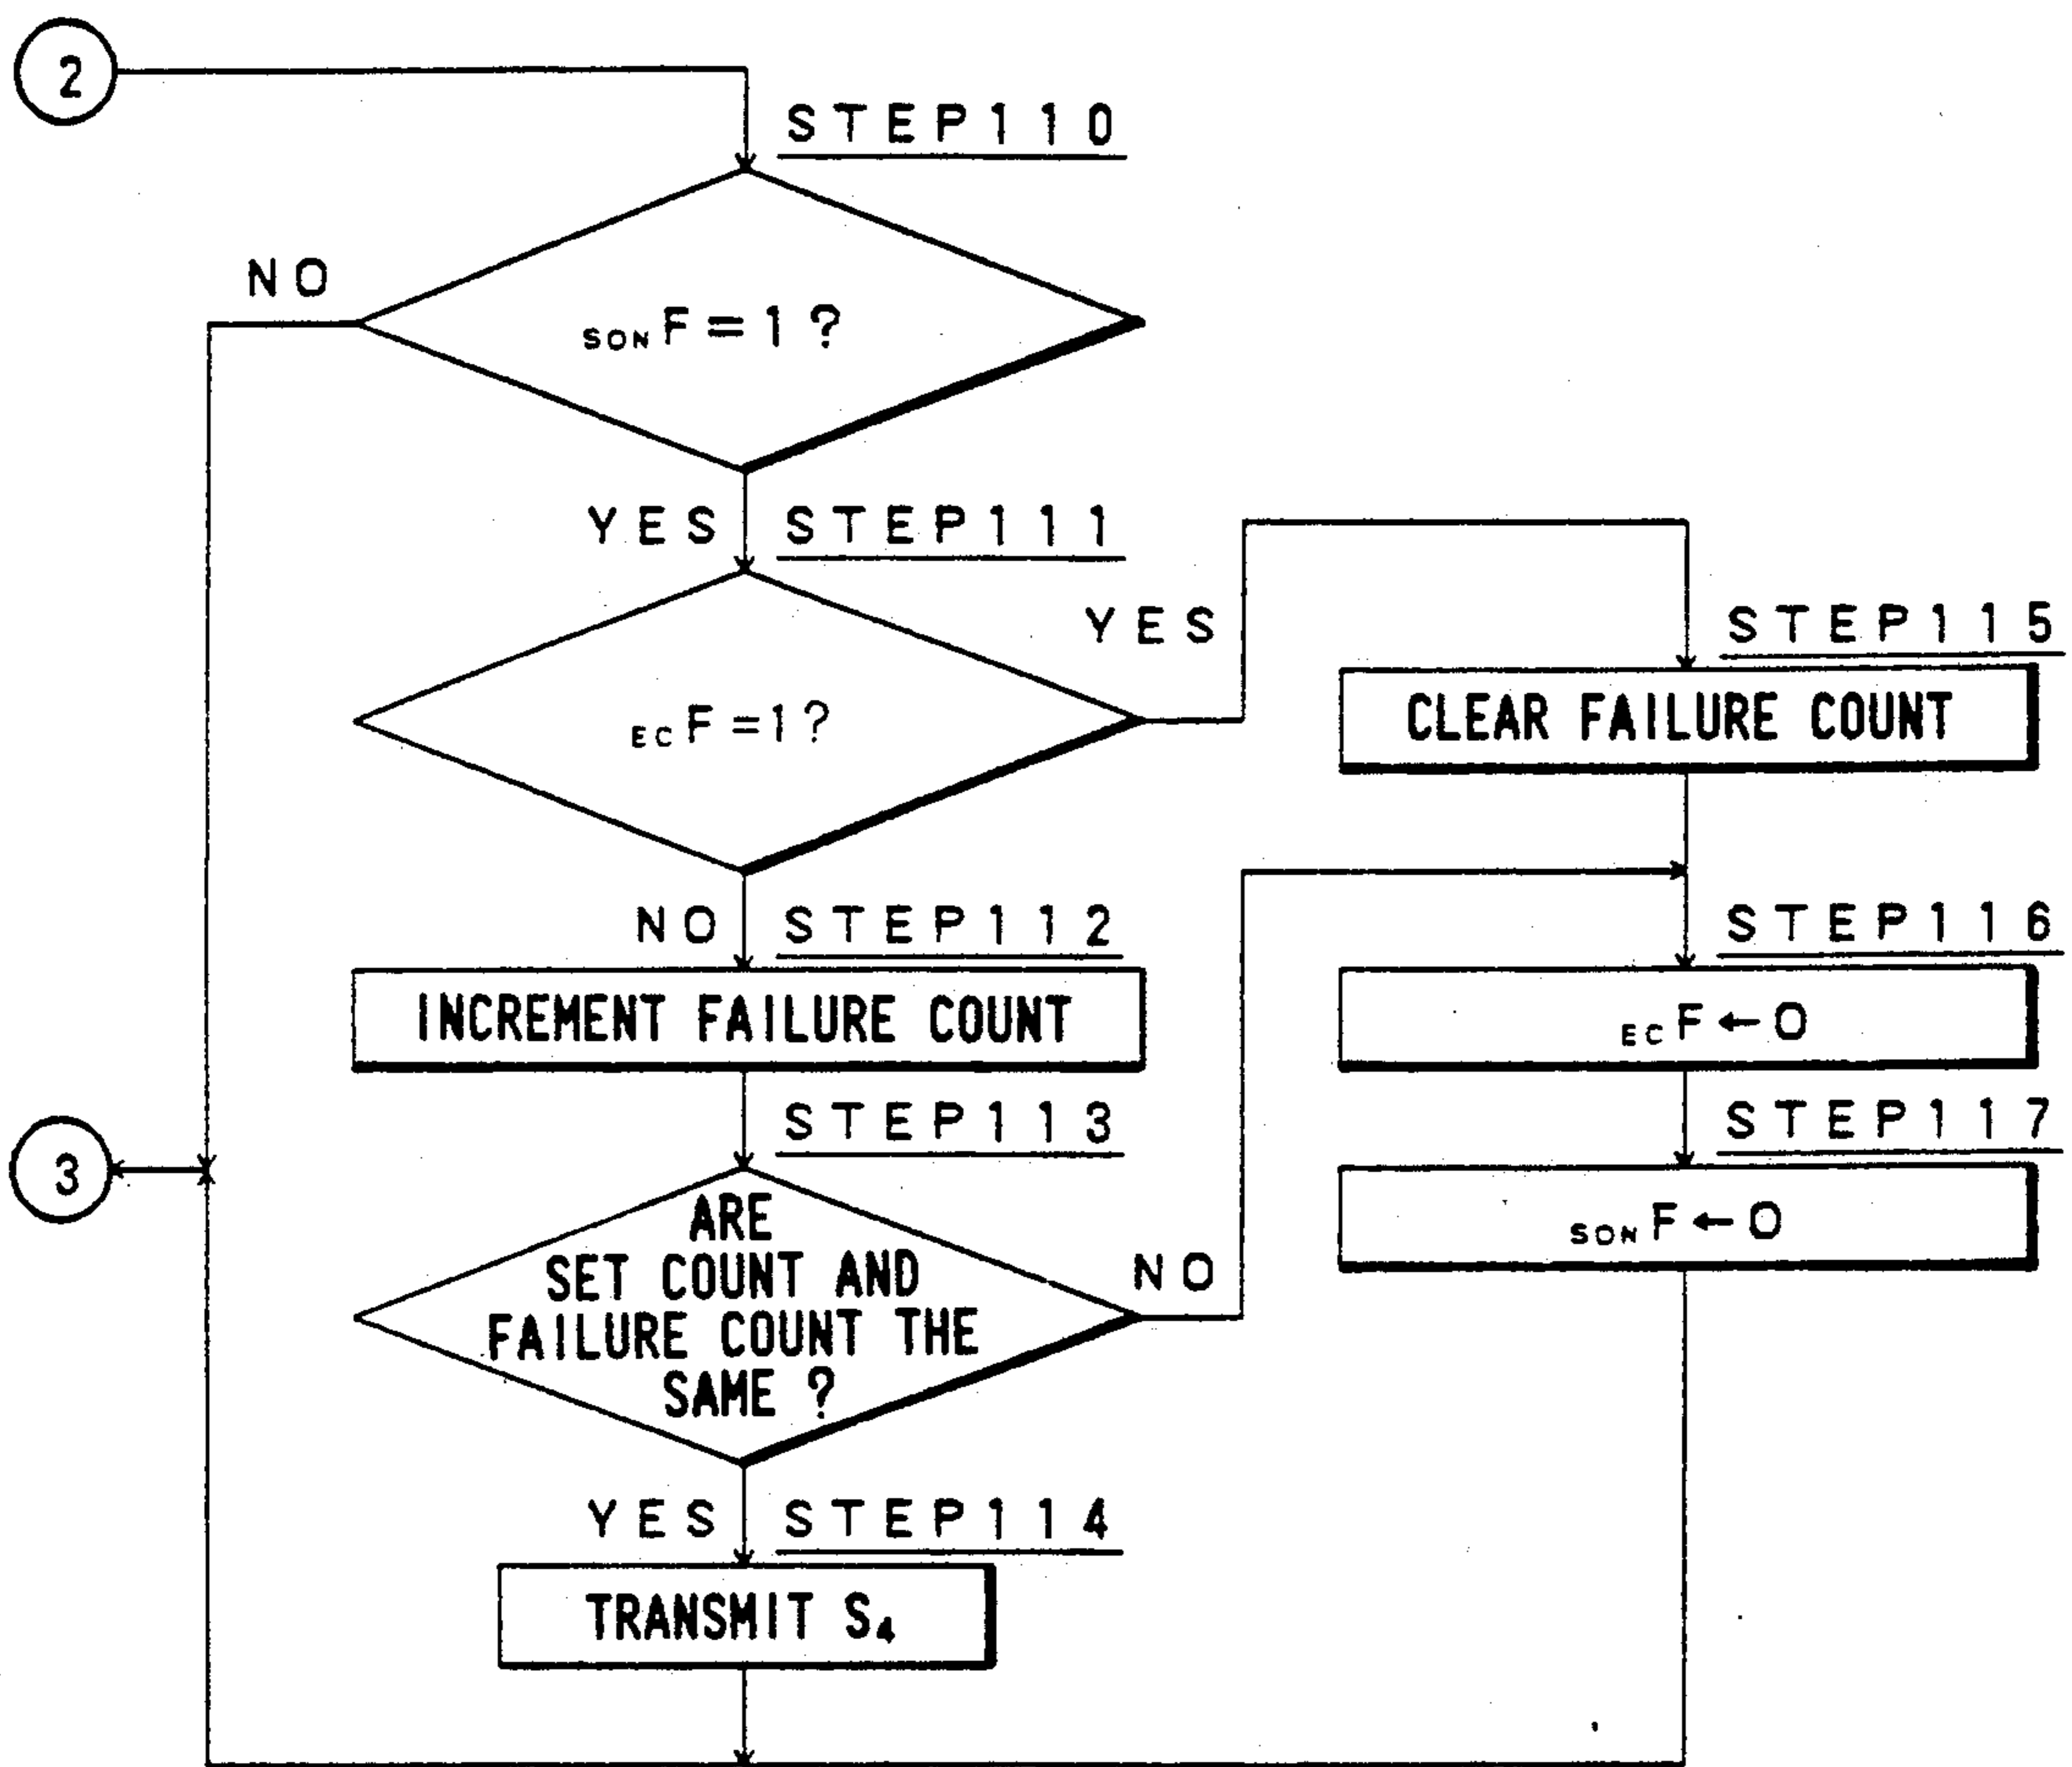 2
STEP110
NO
SONF=1?
YES STEP111
YES
STEP115
ECF=1?
CLEAR FAILURE COUNT
NO STEP112
STEP116
INCREMENT FAILURE COUNT
ECF←0
STEP113
STEP117
3
ARE
SET COUNT AND
FAILURE COUNT THE
SAME ?
NO
SONF←0
YES STEP114
TRANSMIT S4